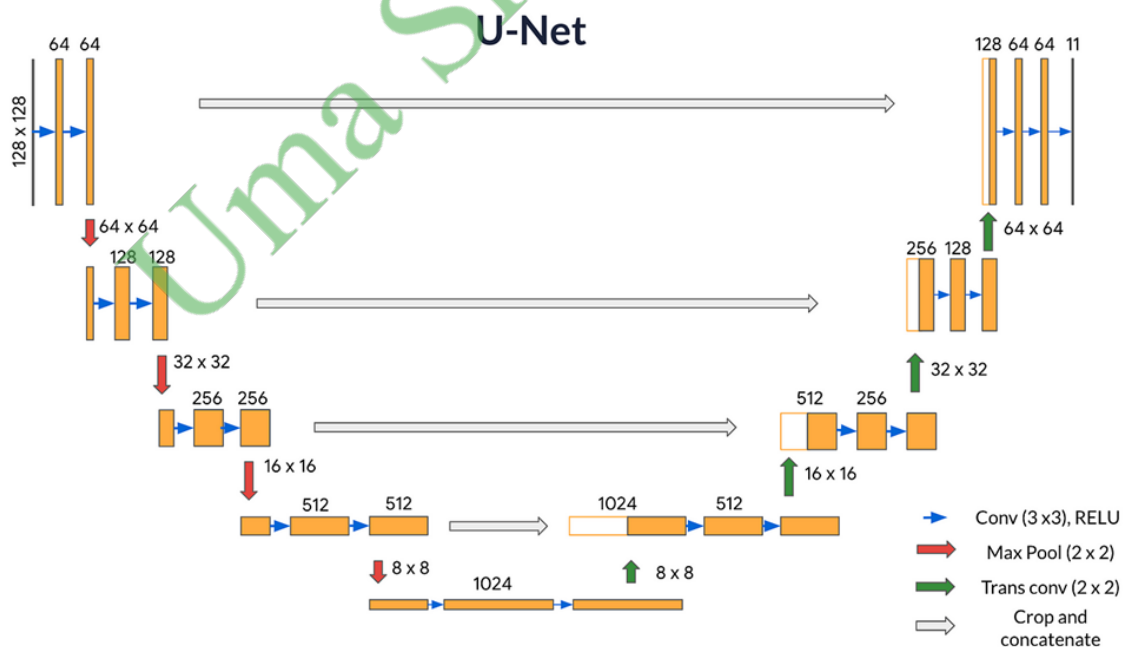 U-Net
64 64
128 64 64 11
128 x 128
64 x 64
64 x 64
128 128
256 128
32 x 32
32 x 32
256 256
512 256
16 x 16
16 x 16
512 512
1024 512
8 x 8
8 x 8
1024
Conv (3 x3), RELU
Max Pool (2 x 2)
Trans conv (2 x 2)
Crop and
concatenate
Uma S